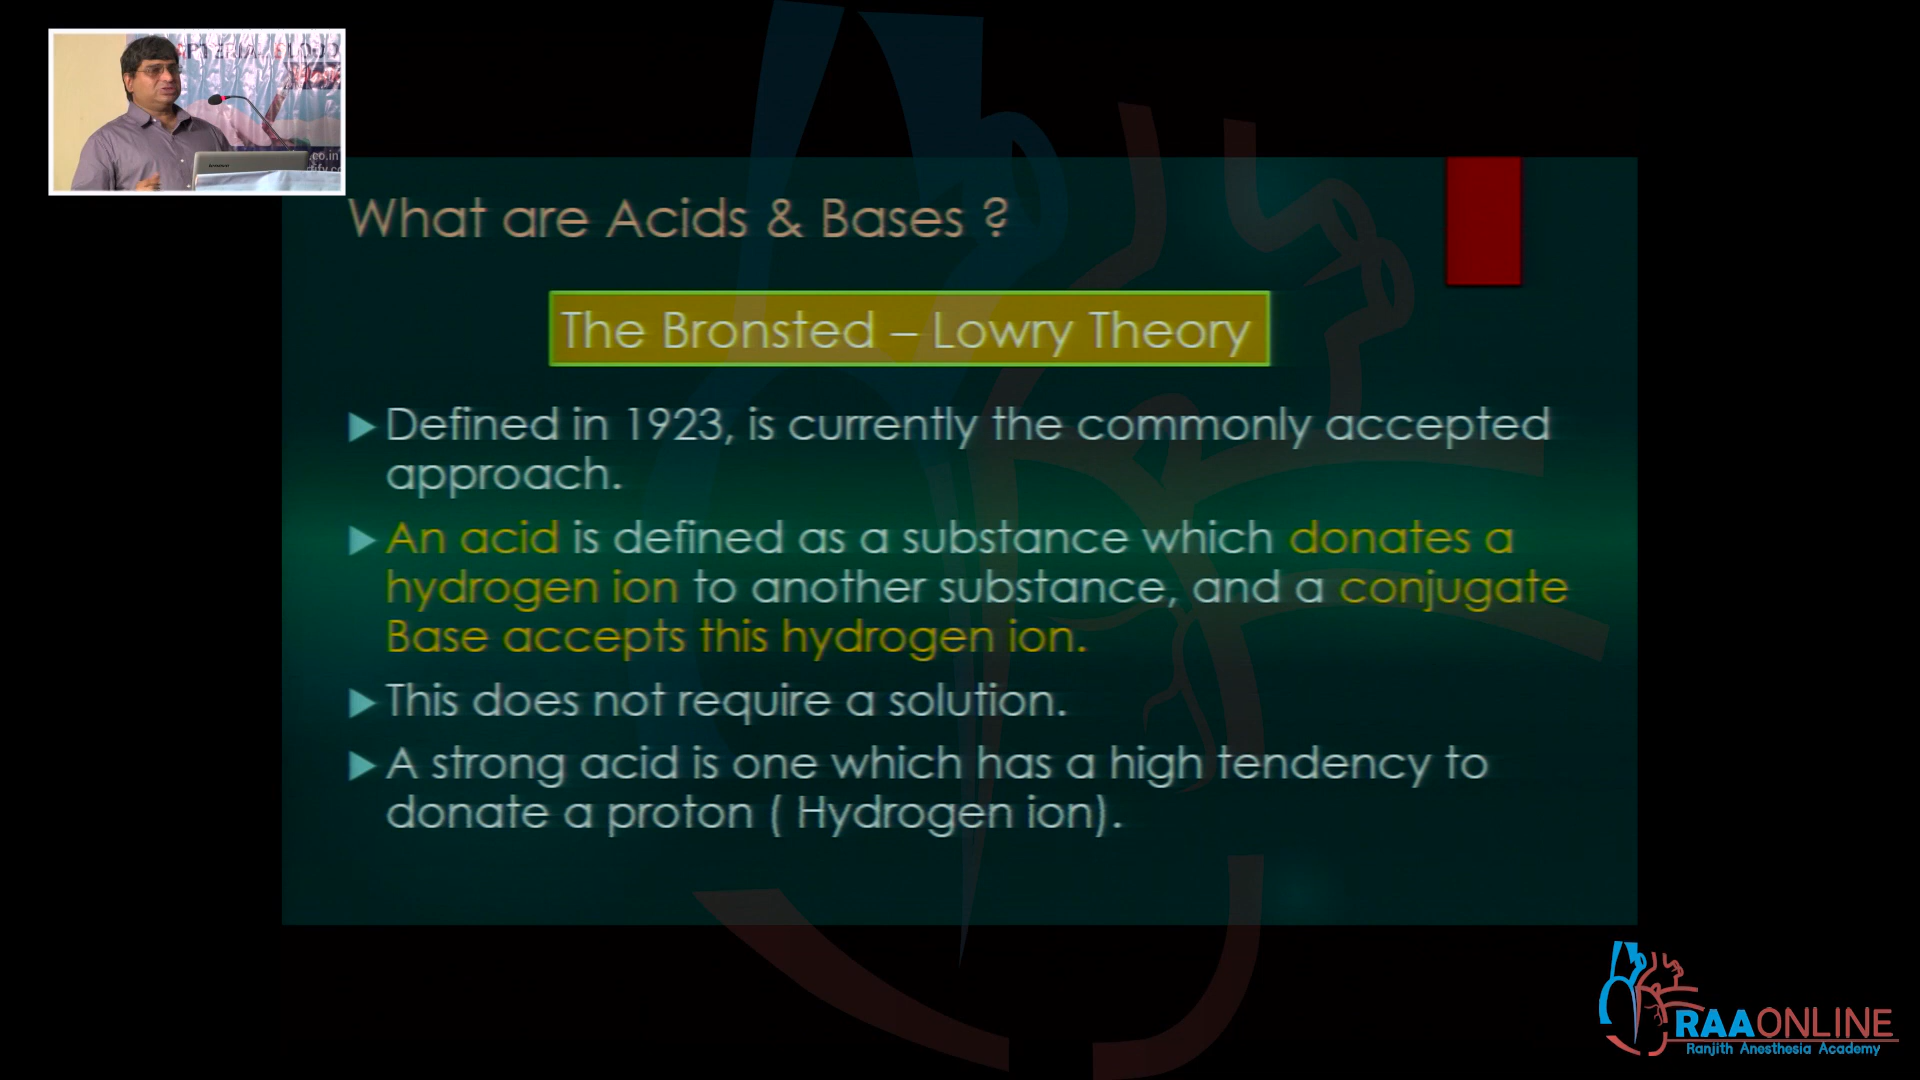 What are Acids & Bases ?
The Bronsted – Lowry Theory
Defined in 1923, is currently the commonly accepted
approach.
An acid is defined as a substance which donates a
hydrogen ion to another substance, and a conjugate
Base accepts this hydrogen ion.
This does not require a solution.
A strong acid is one which has a high tendency to
donate a proton ( Hydrogen ion).
RAAONLINE
Ranjith Anesthesia Academy